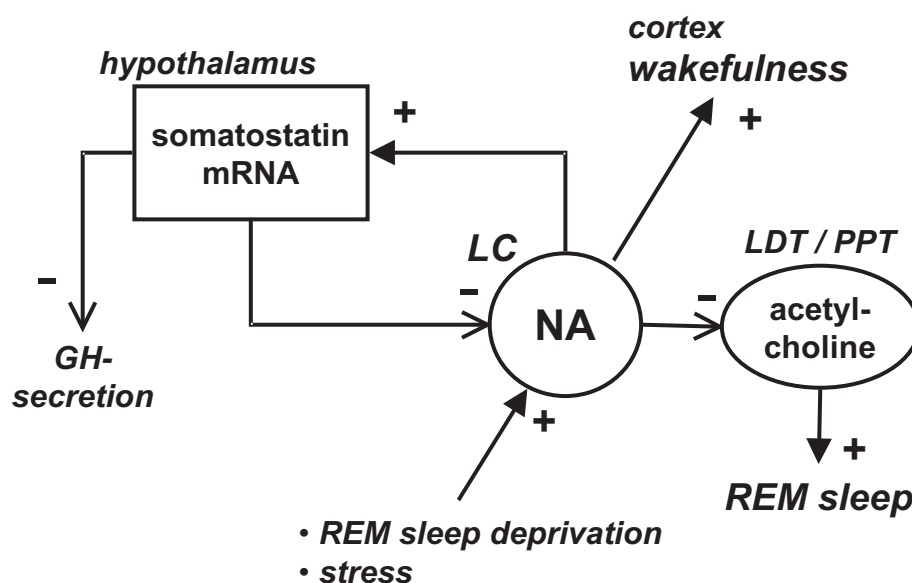 cortex
wakefulness
+
hypothalamus
+
somatostatin
mRNA
LDT / PPT
LC
–
–
–
acetyl-
choline
NA
GH-
secretion
+
+
REM sleep
• REM sleep deprivation
• stress